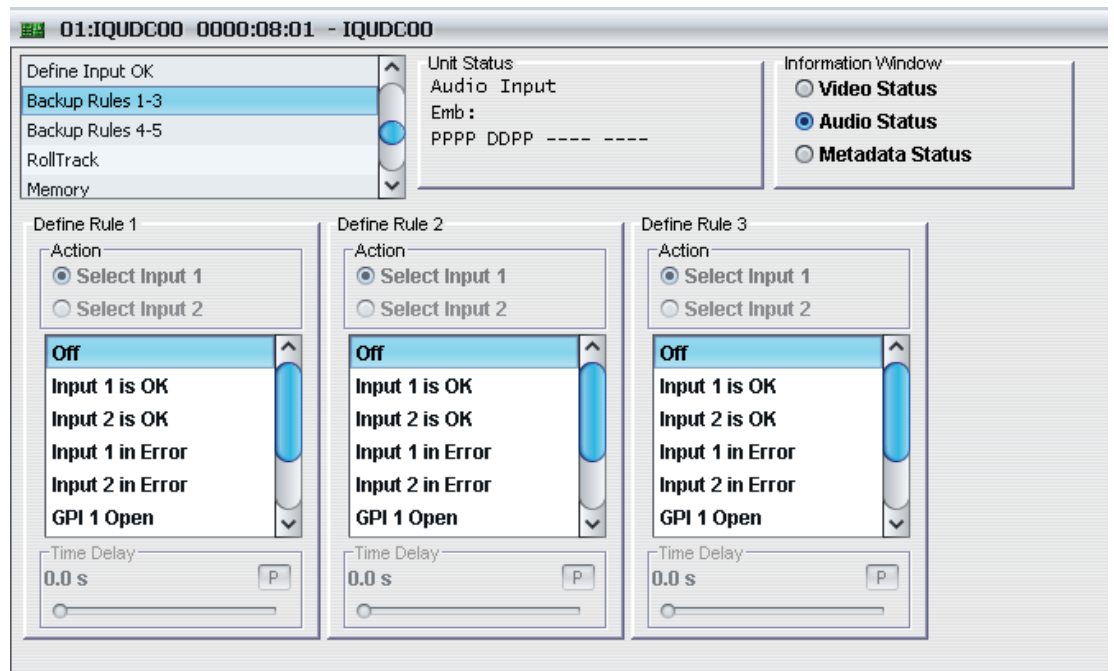 01:IQUDC00 0000:08:01 - IQUDC00
Define Input OK
Backup Rules 1-3
Backup Rules 4-5
RollTrack
Memory
Unit Status
Audio Input
Emb:
PPPP DDPP ---- ----
Information Window
Video Status
Audio Status
Metadata Status
Define Rule 1
Action
Select Input 1
Select Input 2
Off
Input 1 is OK
Input 2 is OK
Input 1 in Error
Input 2 in Error
GPI 1 Open
Time Delay
0.0 s P
Define Rule 2
Action
Select Input 1
Select Input 2
Off
Input 1 is OK
Input 2 is OK
Input 1 in Error
Input 2 in Error
GPI 1 Open
Time Delay
0.0 s P
Define Rule 3
Action
Select Input 1
Select Input 2
Off
Input 1 is OK
Input 2 is OK
Input 1 in Error
Input 2 in Error
GPI 1 Open
Time Delay
0.0 s P